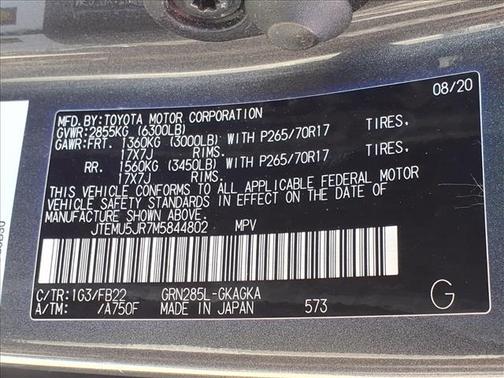 08/20
MFD.BY:TOYOTA MOTOR CORPORATION
GVWR:2855KG (6300LB)
GAWR:FRT. 1360KG (3000LB) WITH P265/70R17 TIRES,
17X7J RIMS.
RR. 1560KG (3450LB) WITH P265/70R17 TIRES,
17X7J RIMS.
THIS VEHICLE CONFORMS TO ALL APPLICABLE FEDERAL MOTOR
VEHICLE SAFETY STANDARDS IN EFFECT ON THE DATE OF
MANUFACTURE SHOWN ABOVE.
JTEMU5JR7M5844802 MPV
C/TR:1G3/FB22 GRN285L-GKAGKA
A/TM: /A750F MADE IN JAPAN 573 G